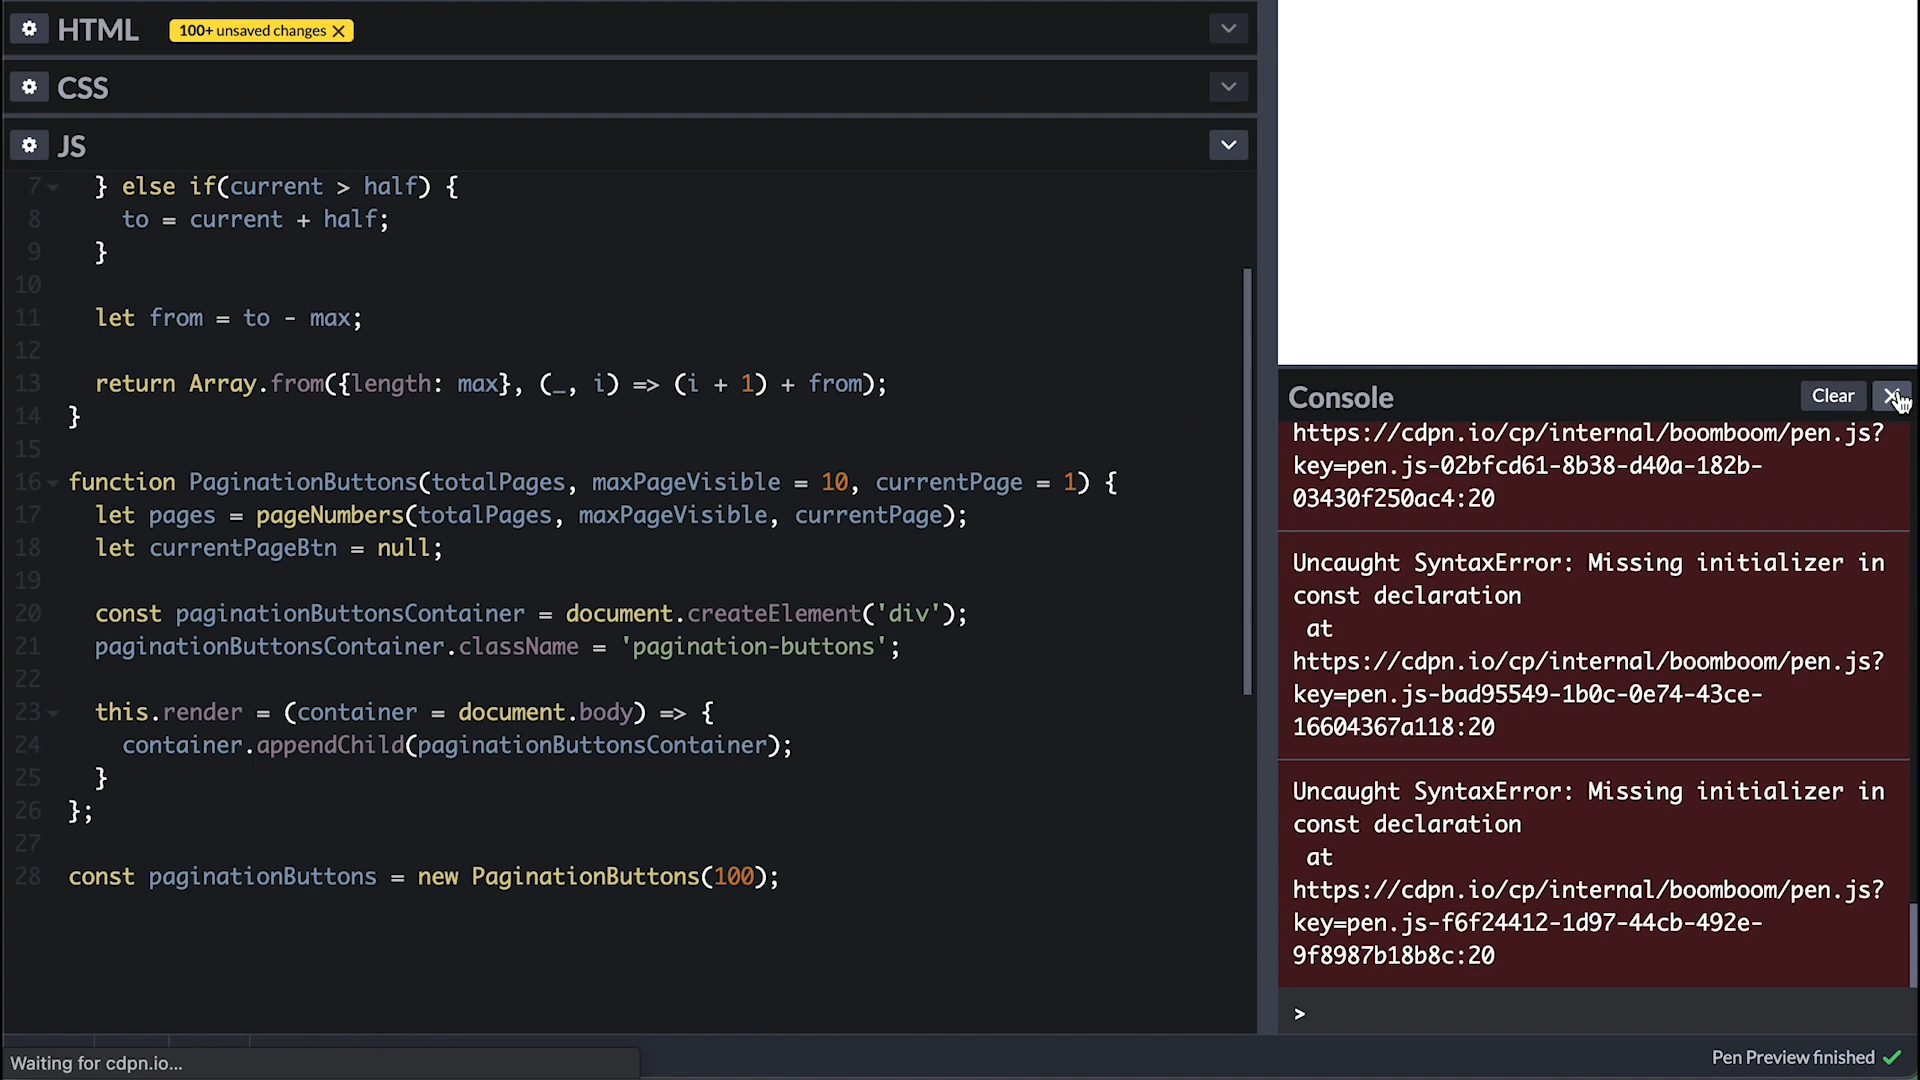 HTML
100+ unsaved changes
CSS
JS
7 } else if(current > half) {
8 to = current + half;
9 }
10
11 let from = to - max;
12
13 return Array.from({length: max}, (_, i) => (i + 1) + from);
14 }
15
16 function PaginationButtons(totalPages, maxPageVisible = 10, currentPage = 1) {
17 let pages = pageNumbers(totalPages, maxPageVisible, currentPage);
18 let currentPageBtn = null;
19
20 const paginationButtonsContainer = document.createElement('div');
21 paginationButtonsContainer.className = 'pagination-buttons';
22
23 this.render = (container = document.body) => {
24 container.appendChild(paginationButtonsContainer);
25 }
26 };
27
28 const paginationButtons = new PaginationButtons(100);
Waiting for cdpn.io...
Console
Clear
https://cdpn.io/cp/internal/boomboom/pen.js?
key=pen.js-02bfcd61-8b38-d40a-182b-
03430f250ac4:20
Uncaught SyntaxError: Missing initializer in
const declaration
at
https://cdpn.io/cp/internal/boomboom/pen.js?
key=pen.js-bad95549-1b0c-0e74-43ce-
16604367a118:20
Uncaught SyntaxError: Missing initializer in
const declaration
at
https://cdpn.io/cp/internal/boomboom/pen.js?
key=pen.js-f6f24412-1d97-44cb-492e-
9f8987b18b8c:20
>
Pen Preview finished